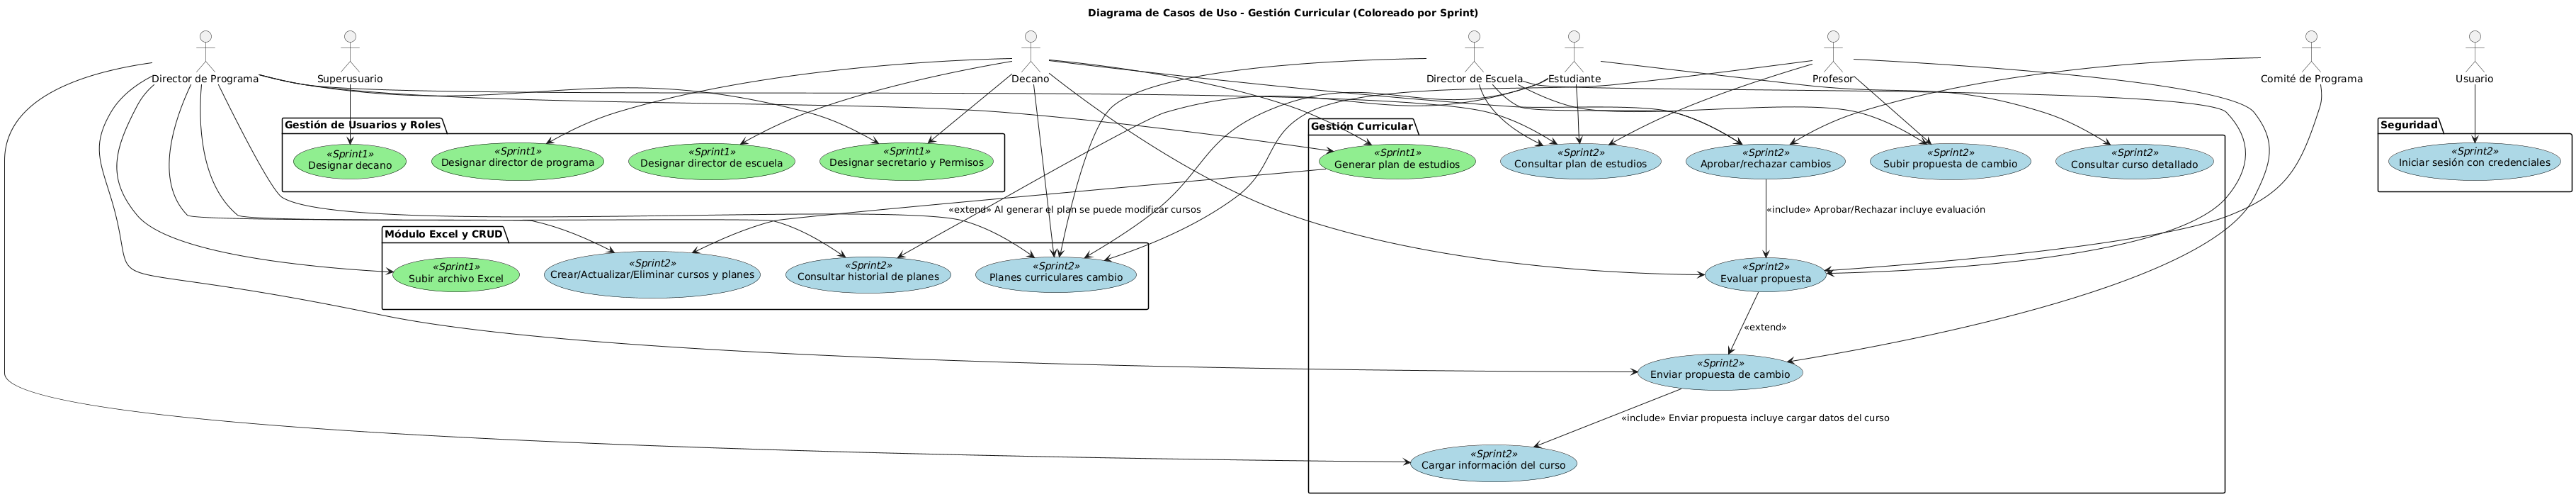 Diagrama de Casos de Uso - Gestión Curricular (Coloreado por Sprint)
Director de Programa
Superusuario
Decano
Director de Escuela
Estudiante
Profesor
Comité de Programa
Usuario
Gestión de Usuarios y Roles
«Sprint1»
Designar decano
«Sprint1»
Designar director de programa
«Sprint1»
Designar director de escuela
«Sprint1»
Designar secretario y Permisos
Gestión Curricular
«Sprint1»
Generar plan de estudios
«Sprint2»
Consultar plan de estudios
«Sprint2»
Aprobar/rechazar cambios
«Sprint2»
Subir propuesta de cambio
«Sprint2»
Consultar curso detallado
Seguridad
«Sprint2»
Iniciar sesión con credenciales
«extend» Al generar el plan se puede modificar cursos
«include» Aprobar/Rechazar incluye evaluación
Módulo Excel y CRUD
«Sprint1»
Subir archivo Excel
«Sprint2»
Crear/Actualizar/Eliminar cursos y planes
«Sprint2»
Consultar historial de planes
«Sprint2»
Planes curriculares cambio
«Sprint2»
Evaluar propuesta
«extend»
«Sprint2»
Enviar propuesta de cambio
«include» Enviar propuesta incluye cargar datos del curso
«Sprint2»
Cargar información del curso